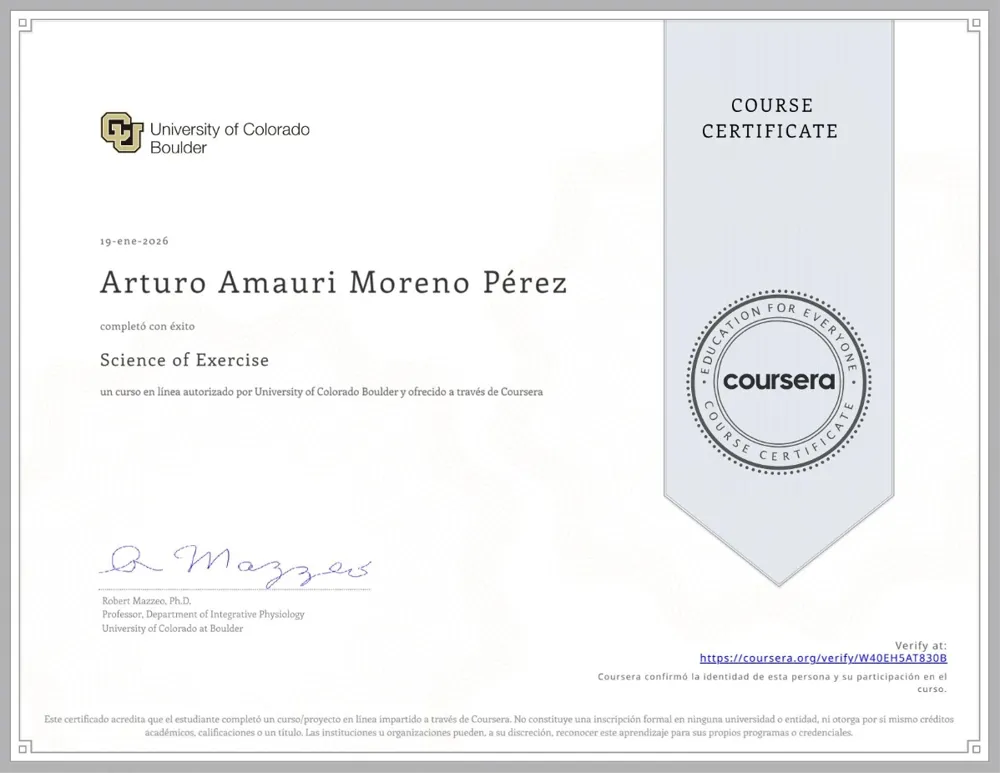 University of Colorado
Boulder
COURSE
CERTIFICATE
19-ene-2026
Arturo Amauri Moreno Pérez
completó con éxito
Science of Exercise
un curso en línea autorizado por University of Colorado Boulder y ofrecido a través de Coursera
EDUCATION FOR EVERYONE
coursera
COURSE CERTIFICATE
R Mazzeo
Robert Mazzeo, Ph.D.
Professor, Department of Integrative Physiology
University of Colorado at Boulder
Verify at:
https://coursera.org/verify/W40EH5AT830B
Coursera confirmó la identidad de esta persona y su participación en el
curso.
Este certificado acredita que el estudiante completó un curso/proyecto en línea impartido a través de Coursera. No constituye una inscripción formal en ninguna universidad o entidad, ni otorga por sí mismo créditos
académicos, calificaciones o un título. Las instituciones u organizaciones pueden, a su discreción, reconocer este aprendizaje para sus propios programas o credenciales.